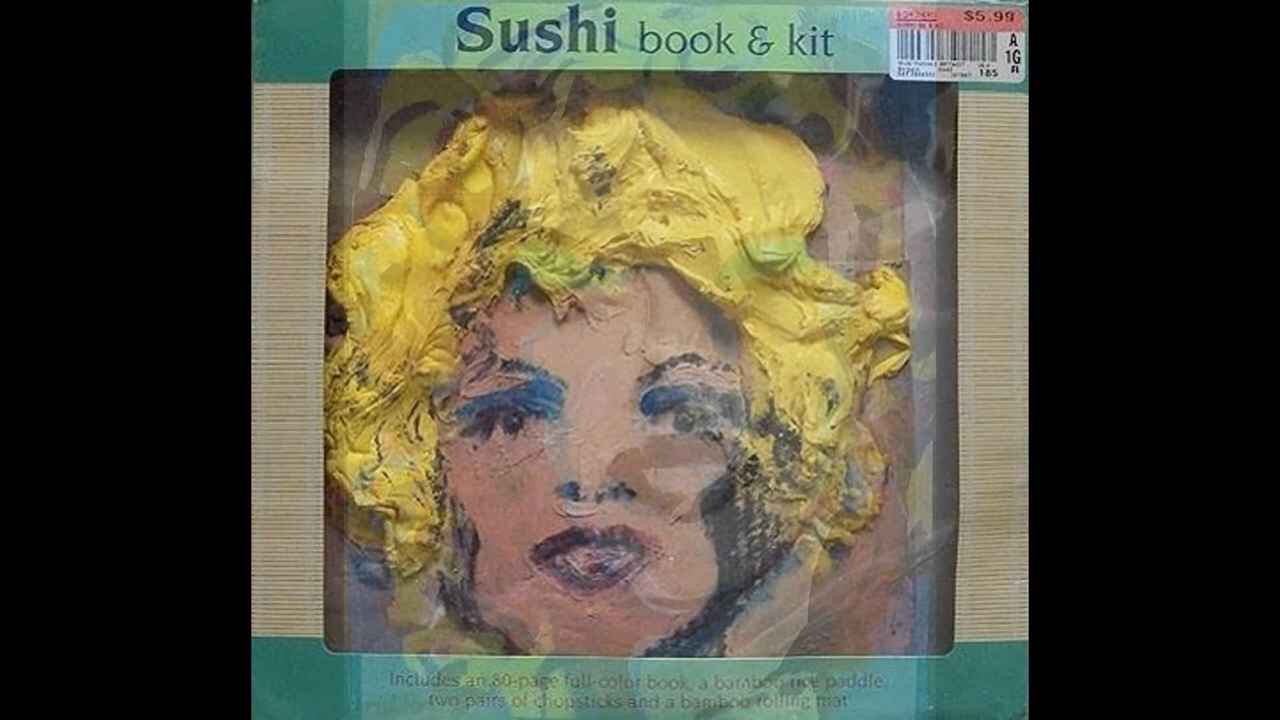 Sushi book & kit
$5.99
A
1G
185
Includes an 80-page full-color book, a bamboo rice paddle,
two pairs of chopsticks and a bamboo rolling mat